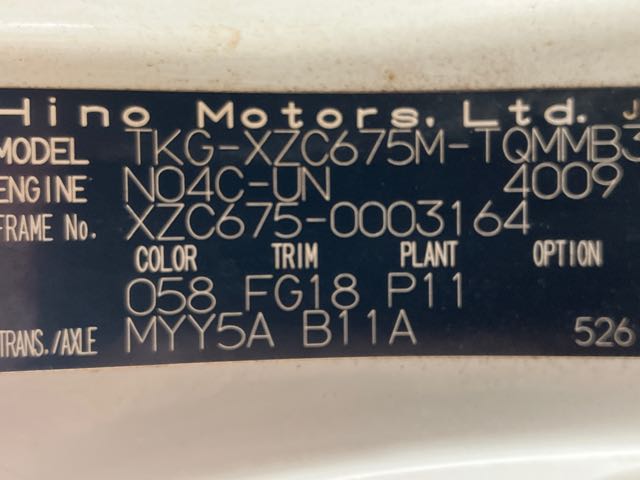 Hino Motors, Ltd. J
MODEL TKG-XZC675M-TQMMB3
ENGINE N04C-UN 4009
FRAME No. XZC675-0003164
COLOR TRIM PLANT OPTION
058 FG18 P11
TRANS./AXLE MYY5A B11A 526